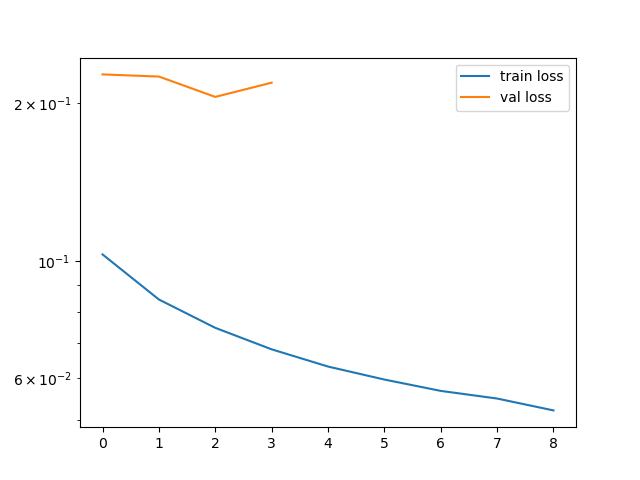 train loss
val loss
2 × 10⁻¹
10⁻¹
6 × 10⁻²
0 1 2 3 4 5 6 7 8